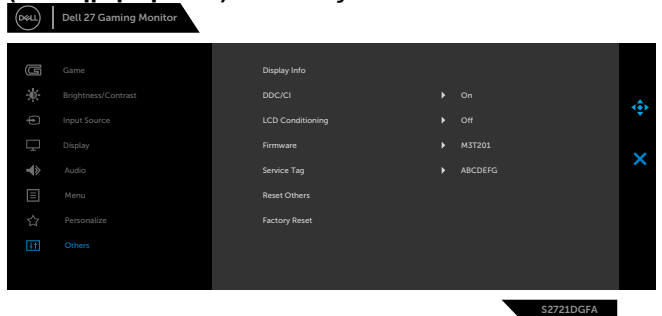 DELL
Dell 27 Gaming Monitor
Game
Display Info
Brightness/Contrast
DDC/CI
On
Input Source
LCD Conditioning
Off
Display
Firmware
M3T201
Audio
Service Tag
ABCDEFG
Menu
Reset Others
Personalize
Factory Reset
Others
S2721DGFA